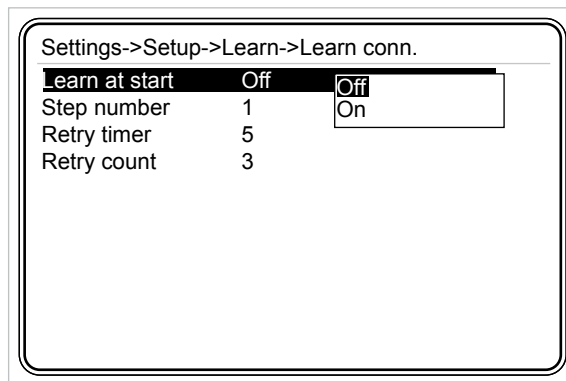 Settings->Setup->Learn->Learn conn.
Learn at start Off Off
Step number 1 On
Retry timer 5
Retry count 3